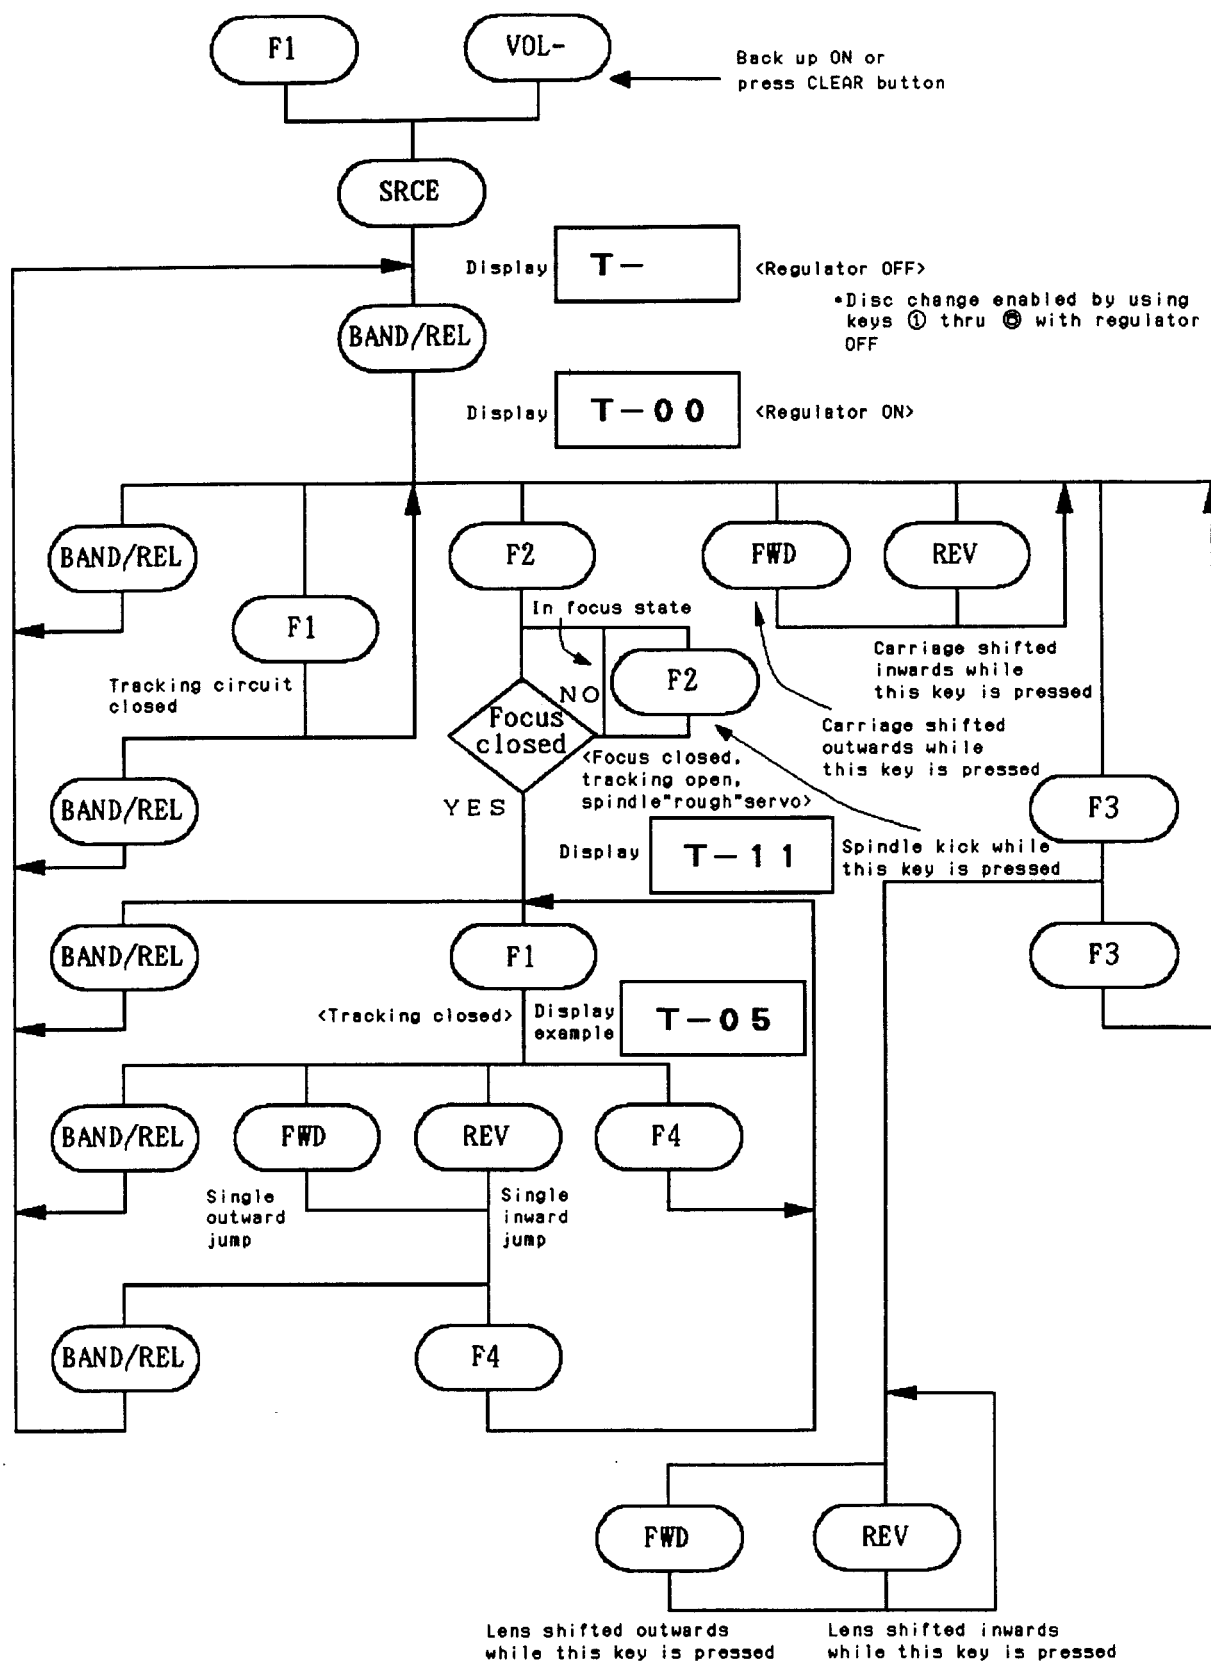 F1
VOL-
Back up ON or
press CLEAR button
SRCE
Display
T-
<Regulator OFF>
*Disc change enabled by using
keys ① thru with regulator
OFF
BAND/REL
Display
T-00
<Regulator ON>
BAND/REL
F1
F2
FWD
REV
In focus state
F2
Tracking circuit
closed
NO
Focus
closed
Carriage shifted
inwards while
this key is pressed
Carriage shifted
outwards while
this key is pressed
<Focus closed,
tracking open,
spindle"rough"servo>
BAND/REL
YES
F3
Display
T-11
Spindle kick while
this key is pressed
BAND/REL
F1
F3
<Tracking closed>
Display
example
T-05
BAND/REL
FWD
REV
F4
Single
outward
jump
Single
inward
jump
BAND/REL
F4
FWD
REV
Lens shifted outwards
while this key is pressed
Lens shifted inwards
while this key is pressed